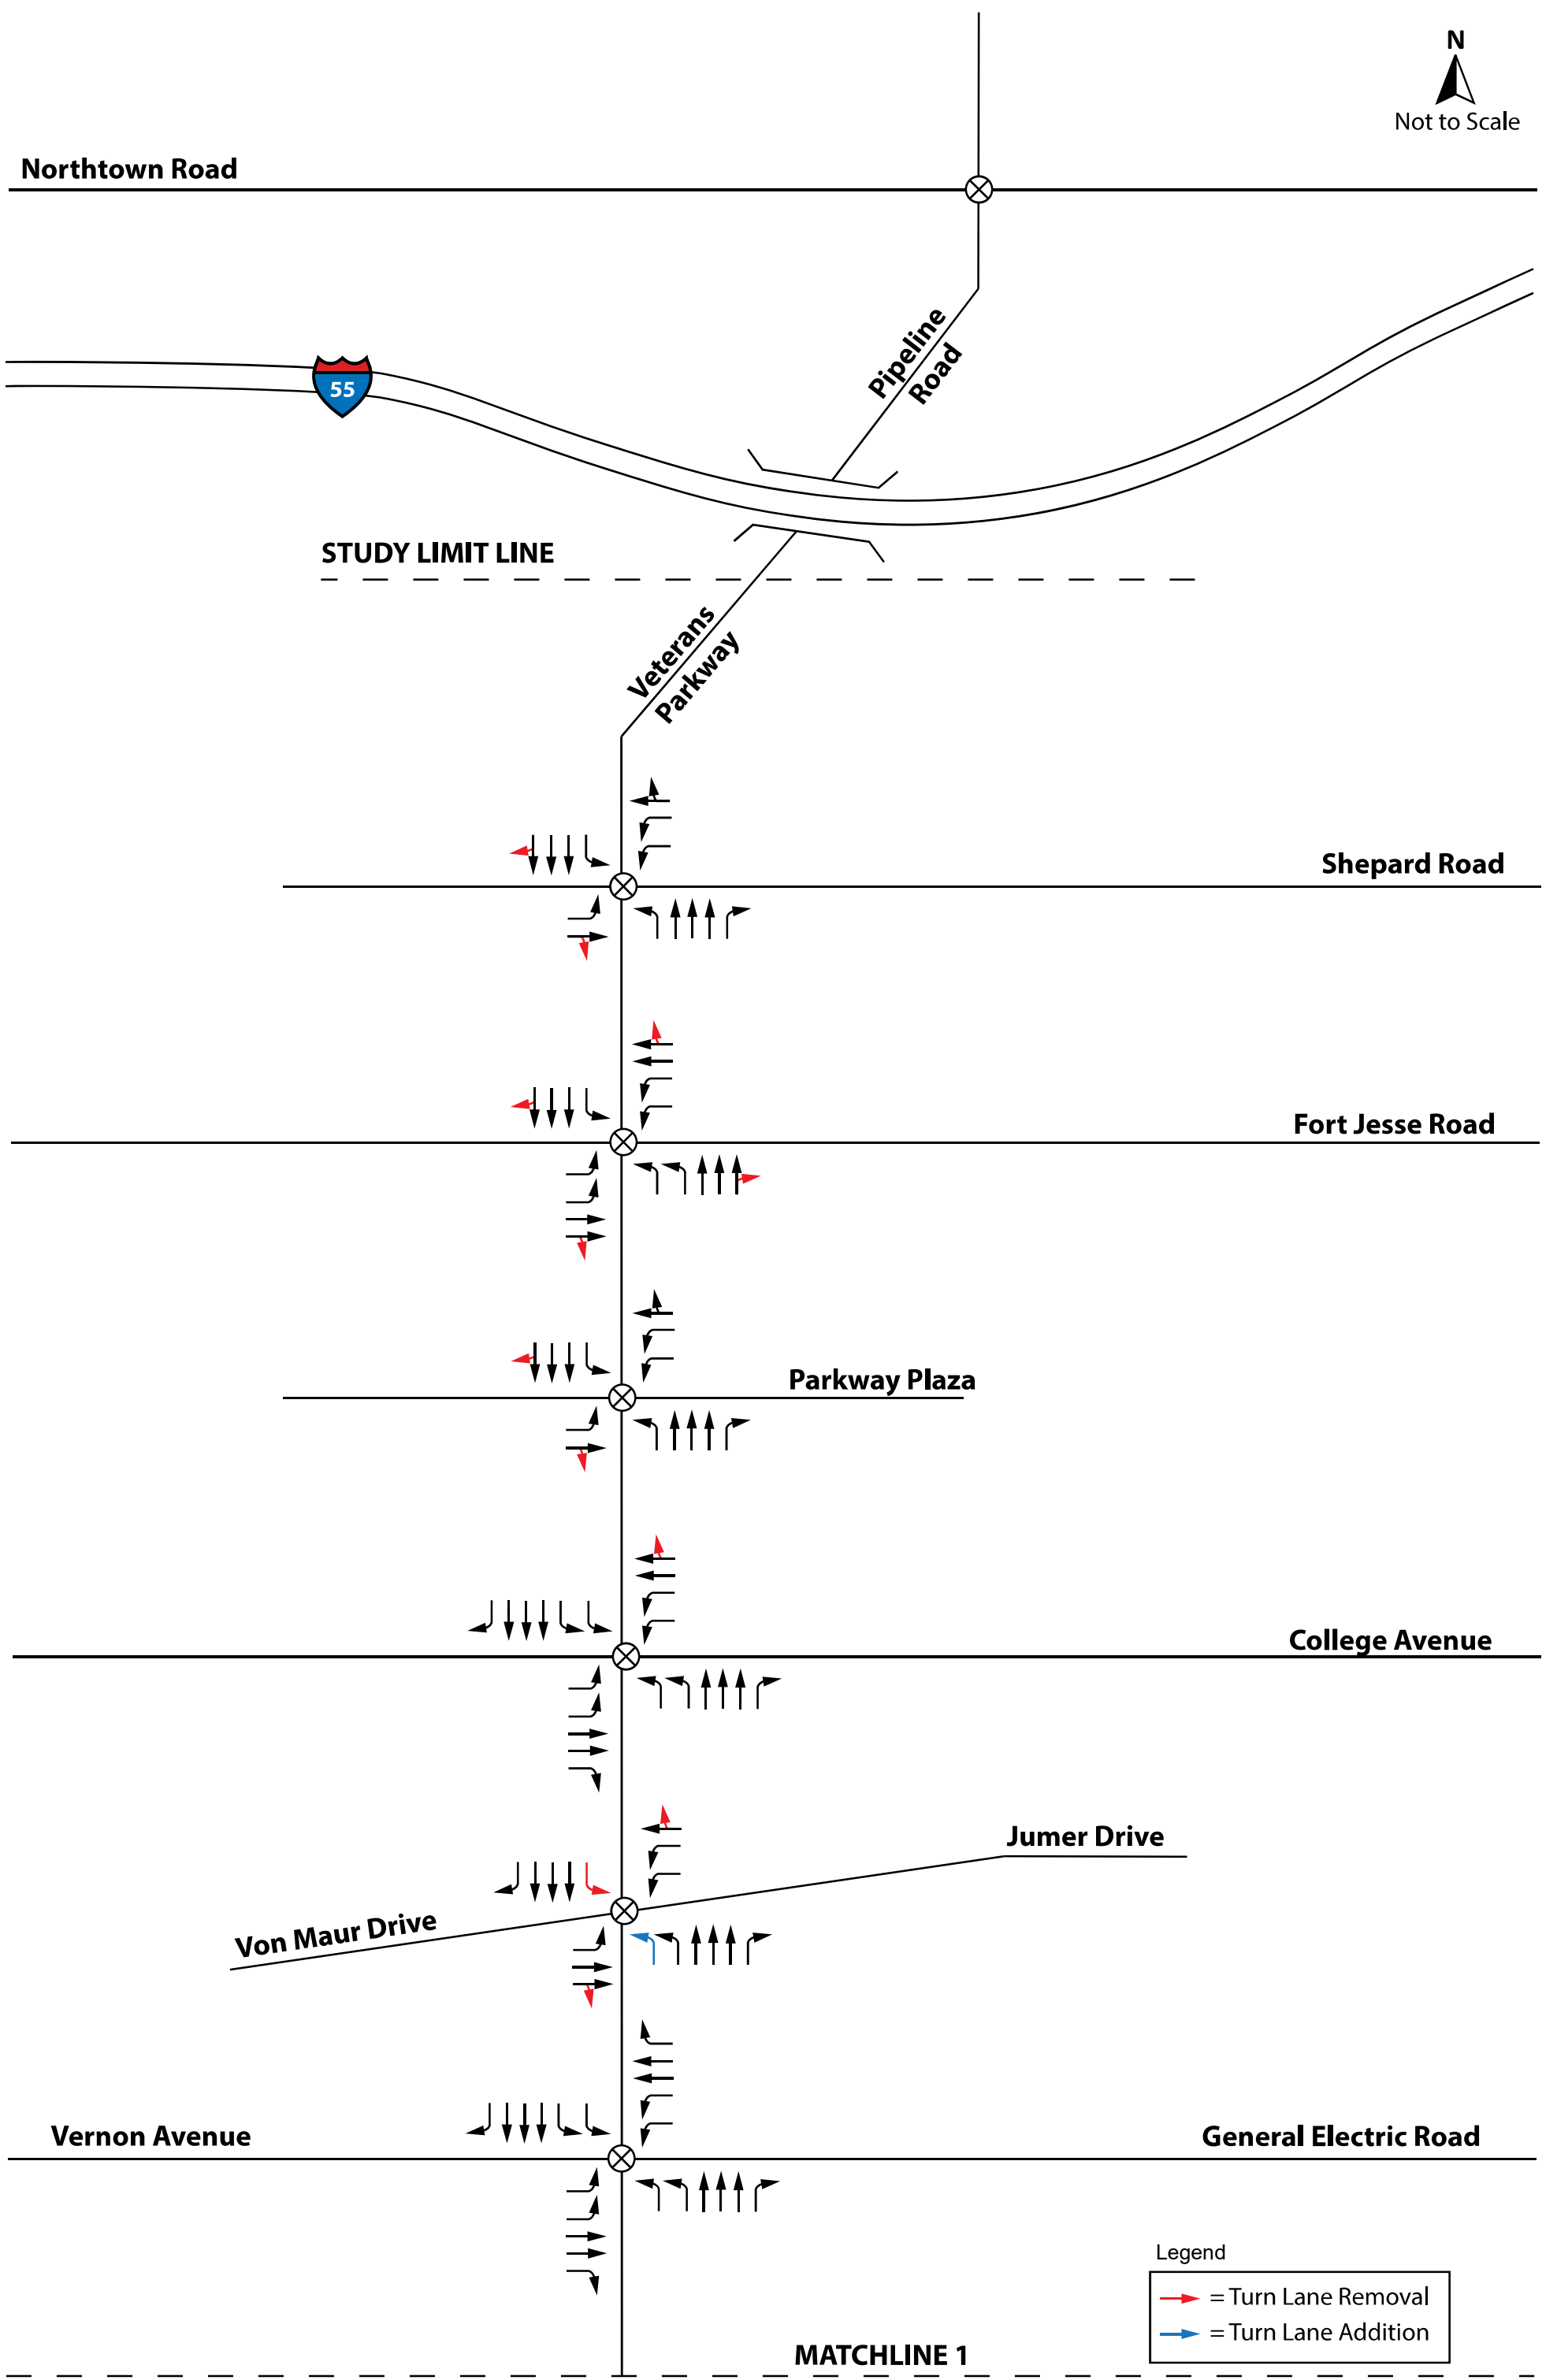 N
Not to Scale
Northtown Road
Pipeline
Road
55
STUDY LIMIT LINE
Veterans
Parkway
Shepard Road
Fort Jesse Road
Parkway Plaza
College Avenue
Jumer Drive
Von Maur Drive
Vernon Avenue
General Electric Road
Legend
= Turn Lane Removal
= Turn Lane Addition
MATCHLINE 1